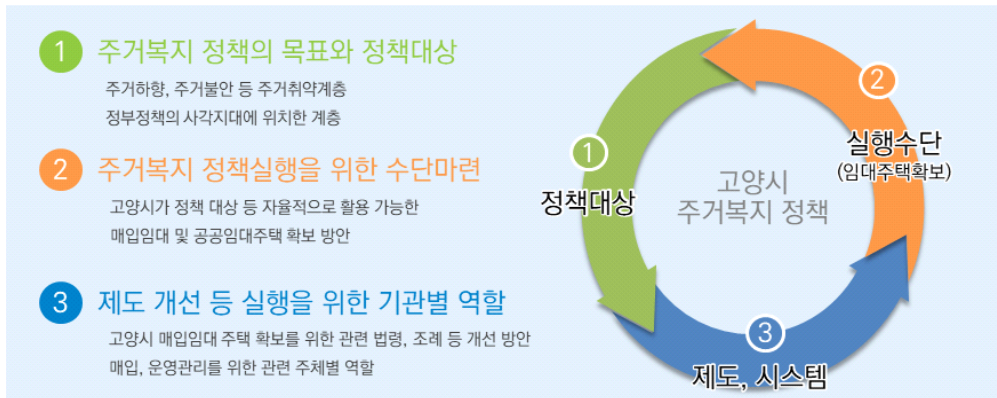 1 주거복지 정책의 목표와 정책대상
주거하향, 주거불안 등 주거취약계층
정부정책의 사각지대에 위치한 계층
2 주거복지 정책실행을 위한 수단마련
고양시가 정책 대상 등 자율적으로 활용 가능한
매입임대 및 공공임대주택 확보 방안
3 제도 개선 등 실행을 위한 기관별 역할
고양시 매입임대 주택 확보를 위한 관련 법령, 조례 등 개선 방안
매입, 운영관리를 위한 관련 주체별 역할
1
정책대상
2
실행수단
(임대주택확보)
고양시
주거복지 정책
3
제도, 시스템